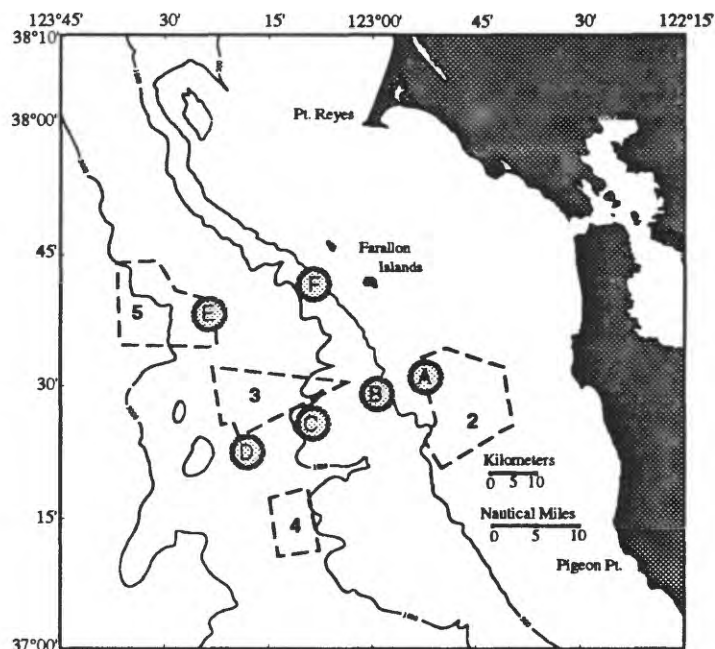 123°45' 30' 15' 123°00' 45' 30' 122°15'
38°10'
Pt. Reyes
38°00'
45'
Farallon
Islands
F
5
E
30'
A
3
B
2
C
D
Kilometers
0 5 10
4
Nautical Miles
0 5 10
15'
Pigeon Pt.
37°00'